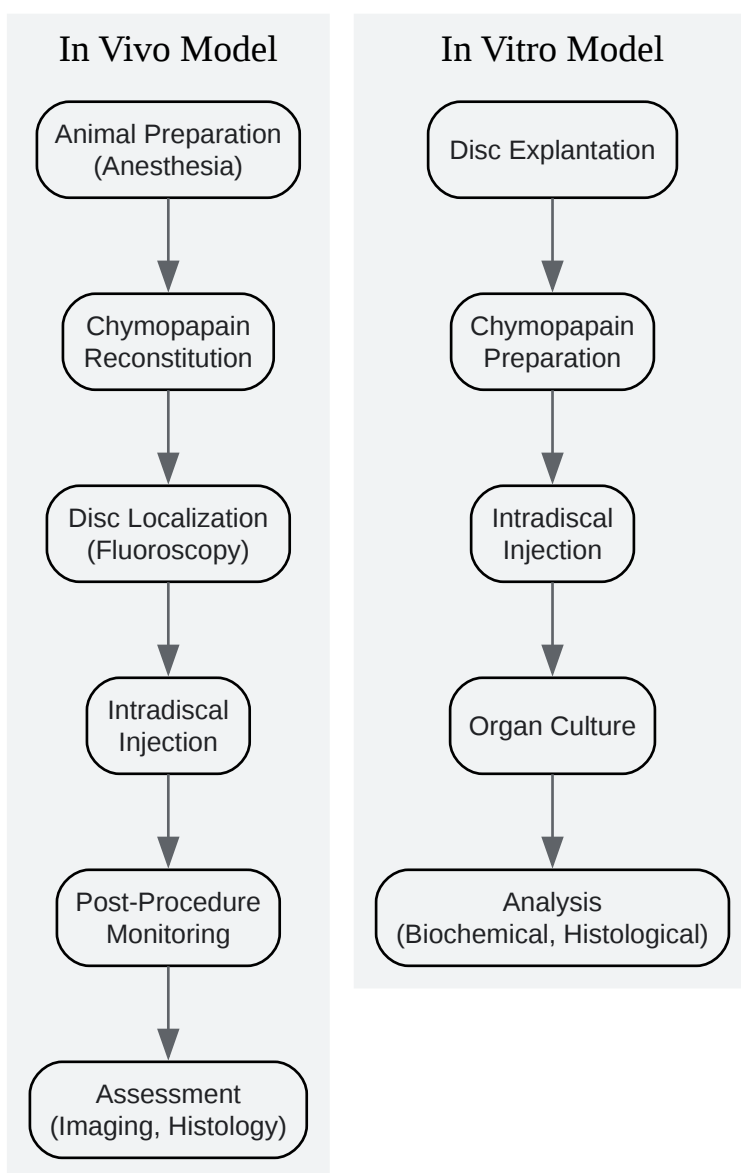 In Vivo Model
Animal Preparation
(Anesthesia)
Chymopapain
Reconstitution
Disc Localization
(Fluoroscopy)
Intradiscal
Injection
Post-Procedure
Monitoring
Assessment
(Imaging, Histology)
In Vitro Model
Disc Explantation
Chymopapain
Preparation
Intradiscal
Injection
Organ Culture
Analysis
(Biochemical, Histological)